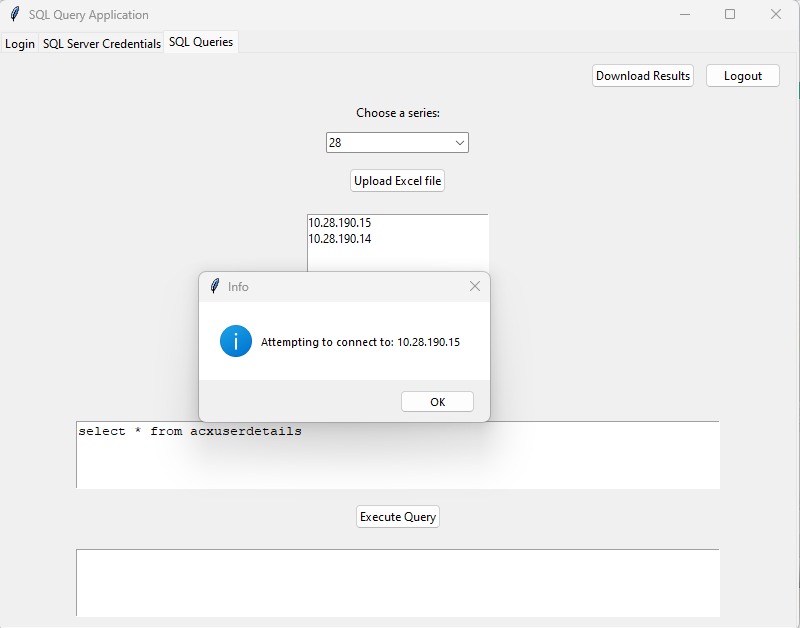 SQL Query Application
Login SQL Server Credentials SQL Queries
Download Results Logout
Choose a series:
28
Upload Excel file
10.28.190.15
10.28.190.14
Info
Attempting to connect to: 10.28.190.15
OK
select * from acxuserdetails
Execute Query